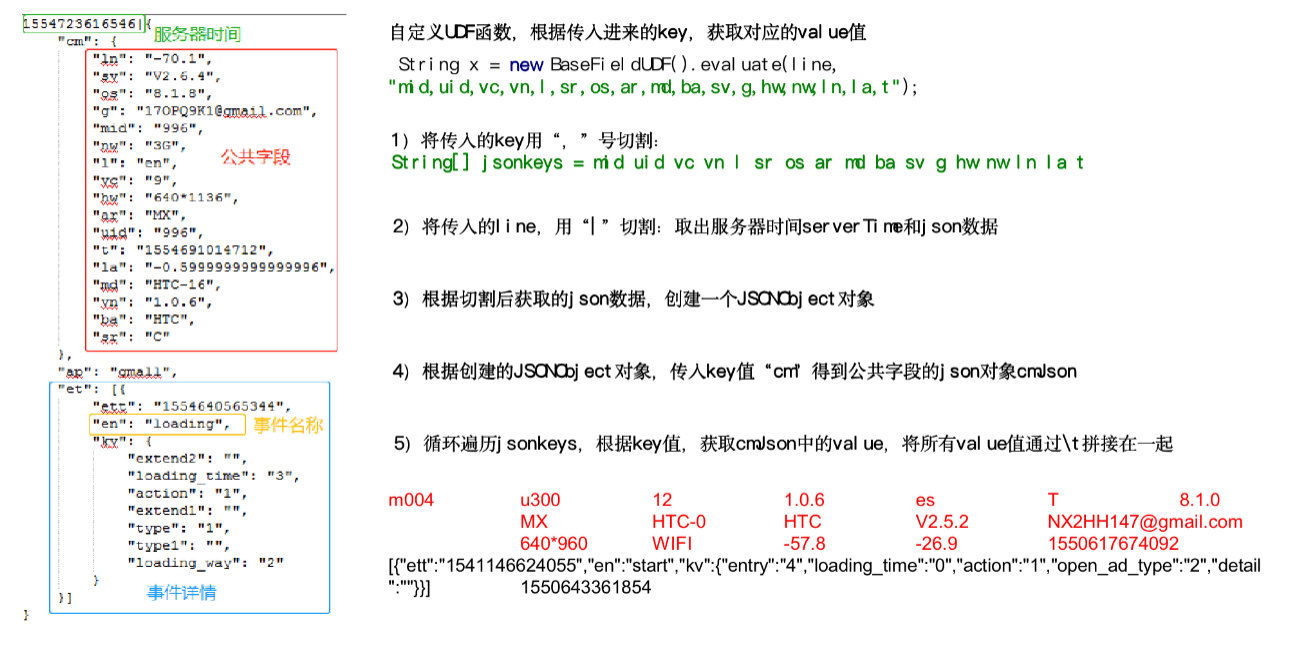 1554723616546|{
服务器时间
"cm": {
"ln": "-70.1",
"sv": "V2.6.4",
"os": "8.1.8",
"g": "17OPQ9K1@gmail.com",
"mid": "996",
"nw": "3G",
公共字段
"l": "en",
"vc": "9",
"hw": "640*1136",
"ar": "MX",
"uid": "996",
"t": "1554691014712",
"la": "-0.5999999999999996",
"md": "HTC-16",
"vn": "1.0.6",
"ba": "HTC",
"sr": "C"
},
"ap": "gmall",
"et": [{
"ett": "1554640565344",
"en": "loading", 事件名称
"kv": {
"extend2": "",
"loading_time": "3",
"action": "1",
"extend1": "",
"type": "1",
"type1": "",
"loading_way": "2"
}
事件详情
}]
}
自定义UDF函数，根据传入进来的key，获取对应的value值
String x = new BaseFieldUDF().evaluate(line,
"mid,uid,vc,vn,l,sr,os,ar,md,ba,sv,g,hw,nw,ln,la,t");
1）将传入的key用“，”号切割：
String[] jsonkeys = mid uid vc vn l sr os ar md ba sv g hw nw ln la t
2）将传入的line，用“|”切割：取出服务器时间serverTime和json数据
3）根据切割后获取的json数据，创建一个JSONObject对象
4）根据创建的JSONObject对象，传入key值“cm”得到公共字段的json对象cmJson
5）循环遍历jsonkeys，根据key值，获取cmJson中的value，将所有value值通过\t拼接在一起
m004 u300 12 1.0.6 es T 8.1.0
MX HTC-0 HTC V2.5.2 NX2HH147@gmail.com
640*960 WIFI -57.8 -26.9 1550617674092
[{"ett":"1541146624055","en":"start","kv":{"entry":"4","loading_time":"0","action":"1","open_ad_type":"2","detail
":""}}] 1550643361854